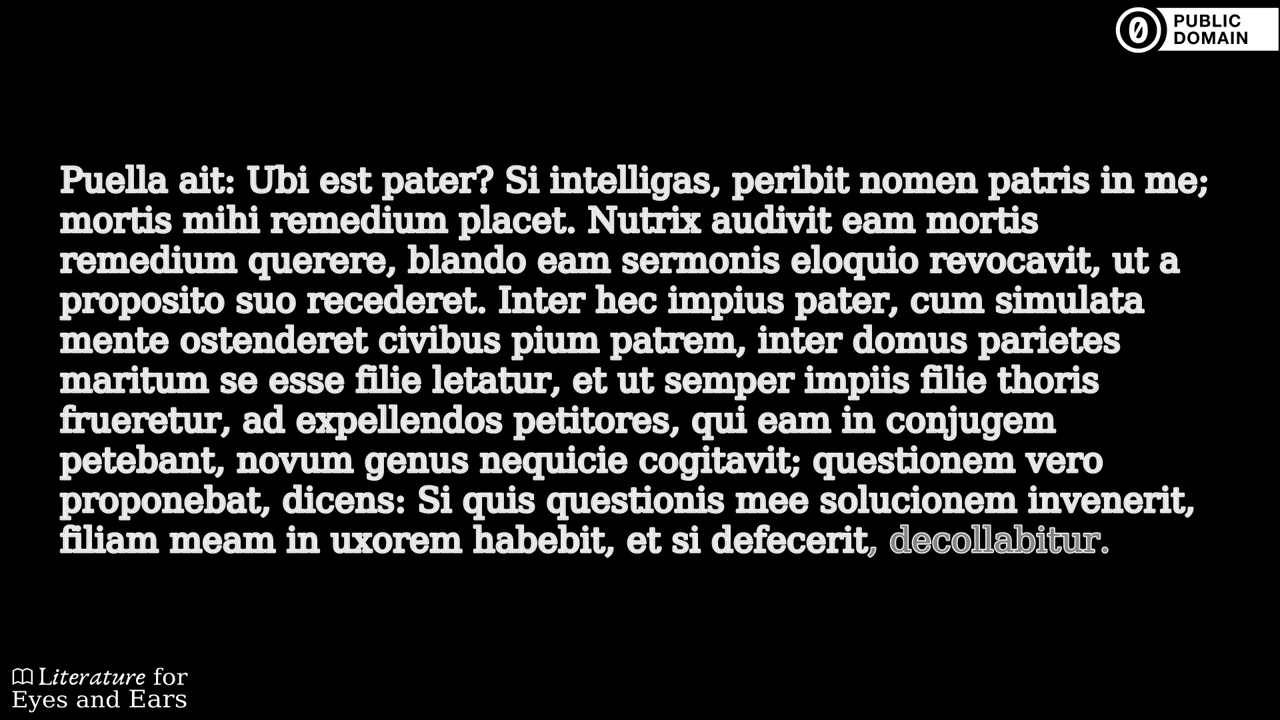 PUBLIC
DOMAIN
Puella ait: Ubi est pater? Si intelligas, peribit nomen patris in me;
mortis mihi remedium placet. Nutrix audivit eam mortis
remedium querere, blando eam sermonis eloquio revocavit, ut a
proposito suo recederet. Inter hec impius pater, cum simulata
mente ostenderet civibus pium patrem, inter domus parietes
maritum se esse filie letatur, et ut semper impiis filie thoris
frueretur, ad expellendos petitores, qui eam in conjugem
petebant, novum genus nequicie cogitavit; questionem vero
proponebat, dicens: Si quis questionis mee solucionem invenerit,
filiam meam in uxorem habebit, et si defecerit, decollabitur.
Literature for
Eyes and Ears